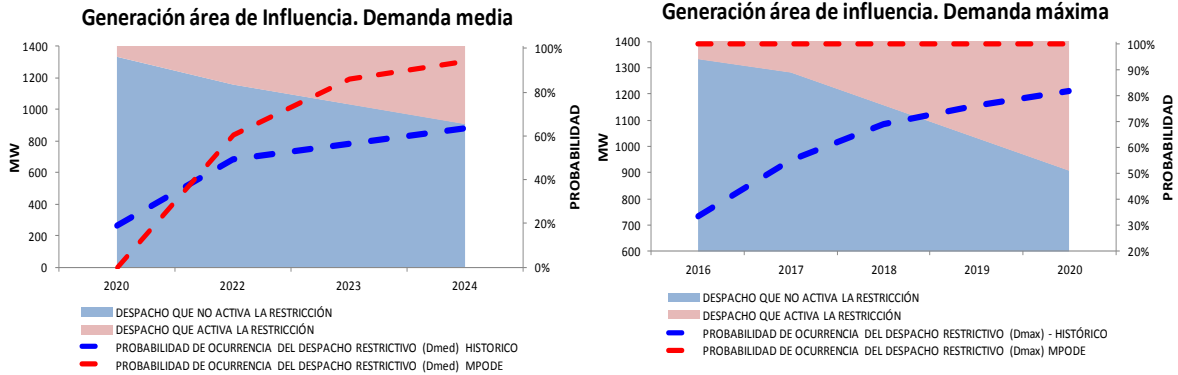 Generación área de Influencia. Demanda media
1400
1200
1000
800
600
400
200
0
MW
100%
80%
60%
40%
20%
0%
PROBABILIDAD
2020
2022
2023
2024
DESPACHO QUE NO ACTIVA LA RESTRICCIÓN
DESPACHO QUE ACTIVA LA RESTRICCIÓN
PROBABILIDAD DE OCURRENCIA DEL DESPACHO RESTRICTIVO (Dmed) HISTORICO
PROBABILIDAD DE OCURRENCIA DEL DESPACHO RESTRICTIVO (Dmed) MPODE
Generación área de influencia. Demanda máxima
1400
1300
1200
1100
1000
900
800
700
600
MW
100%
90%
80%
70%
60%
50%
40%
30%
20%
PROBABILIDAD
2016
2017
2018
2019
2020
DESPACHO QUE NO ACTIVA LA RESTRICCIÓN
DESPACHO QUE ACTIVA LA RESTRICCIÓN
PROBABILIDAD DE OCURRENCIA DEL DESPACHO RESTRICTIVO (Dmax) - HISTÓRICO
PROBABILIDAD DE OCURRENCIA DEL DESPACHO RESTRICTIVO (Dmax) MPODE